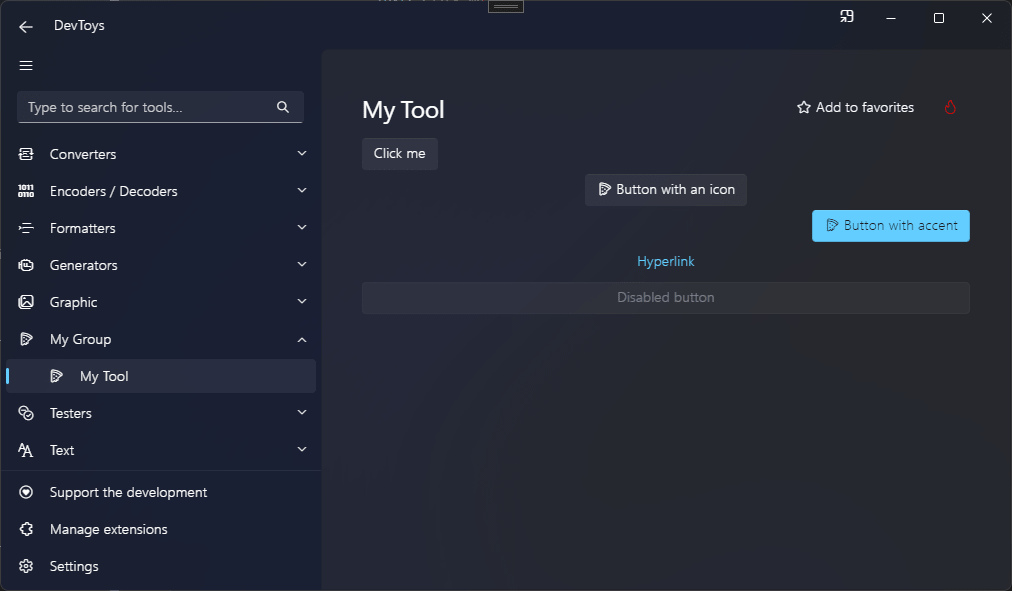 DevToys
Type to search for tools...
Converters
1011
0110
Encoders / Decoders
Formatters
Generators
Graphic
My Group
My Tool
Testers
Text
Support the development
Manage extensions
Settings
My Tool
Add to favorites
Click me
Button with an icon
Button with accent
Hyperlink
Disabled button